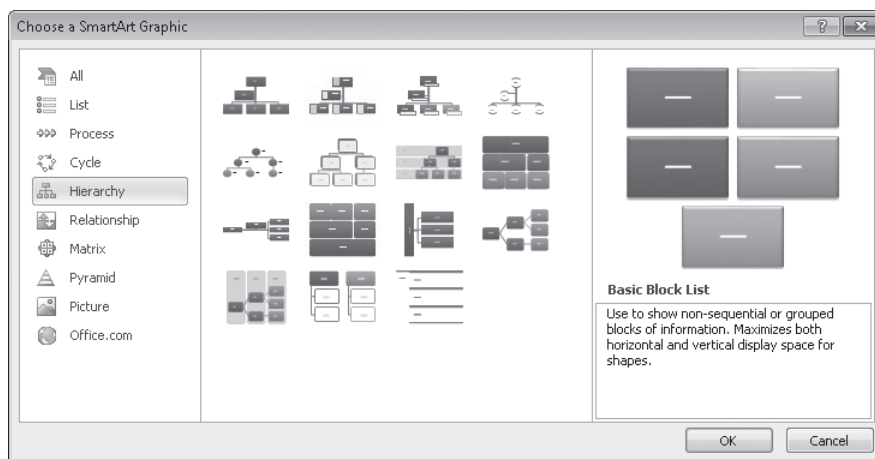 Choose a SmartArt Graphic
All
List
Process
Cycle
Hierarchy
Relationship
Matrix
Pyramid
Picture
Office.com
Basic Block List
Use to show non-sequential or grouped
blocks of information. Maximizes both
horizontal and vertical display space for
shapes.
OK
Cancel